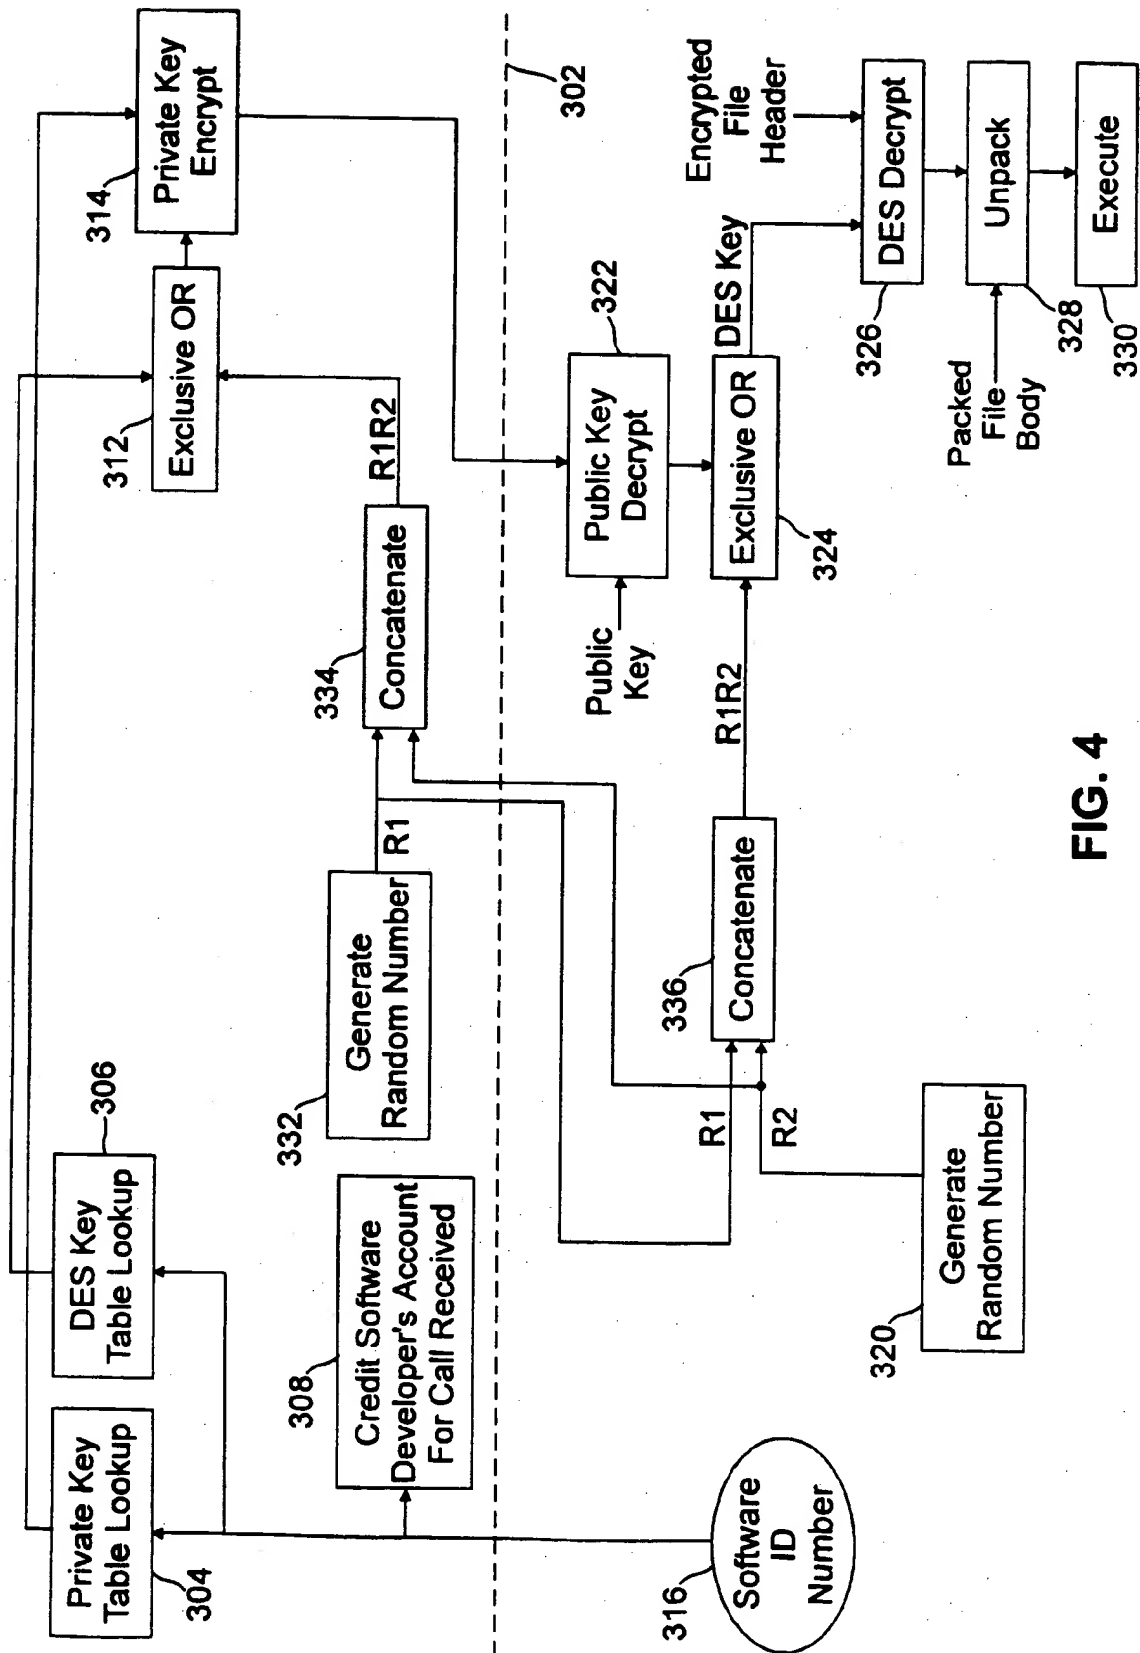 304
Private Key
Table Lookup
DES Key
Table Lookup
306
308
Credit Software
Developer's Account
For Call Received
332
Generate
Random Number
R1
334
Concatenate
R1R2
312
Exclusive OR
314
Private Key
Encrypt
302
316
Software
ID
Number
320
Generate
Random Number
R1
R2
336
Concatenate
R1R2
Public
Key
Public Key
Decrypt
322
Exclusive OR
324
DES Key
Encrypted
File
Header
326
DES Decrypt
Packed
File
Body
Unpack
328
Execute
330
FIG. 4